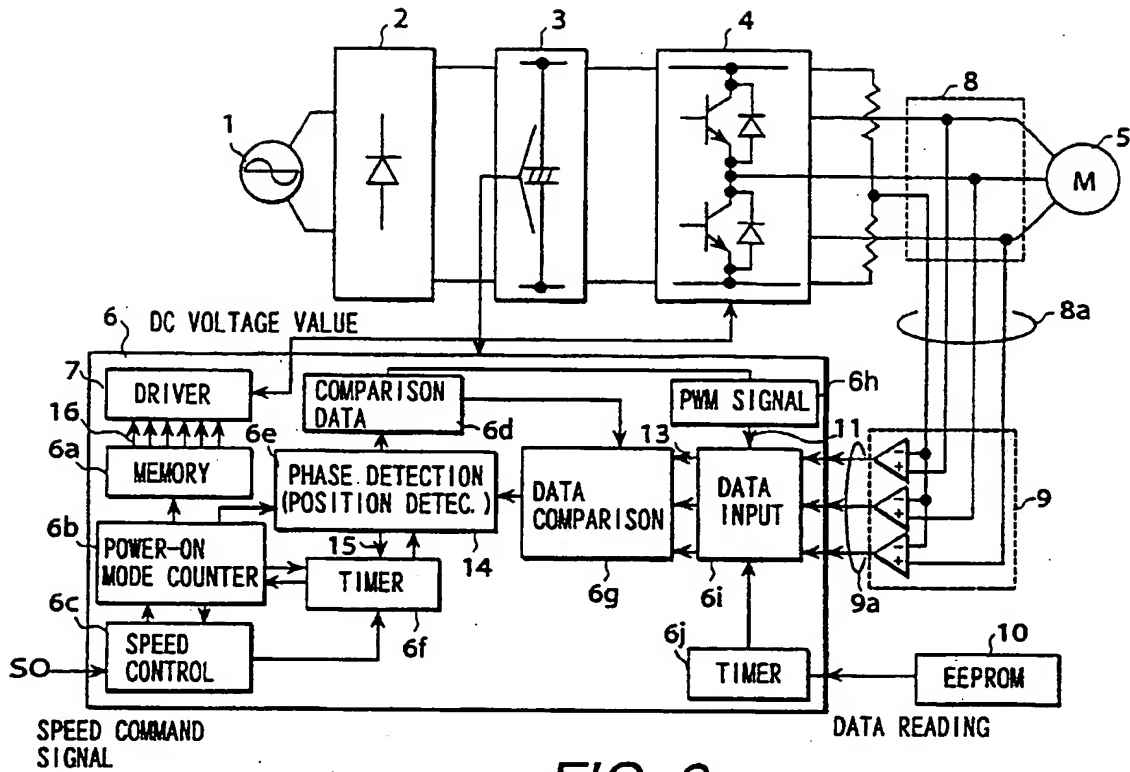 2
3
4
8
1
5
M
6
DC VOLTAGE VALUE
8a
7
DRIVER
COMPARISON
DATA
6d
PWM SIGNAL
6h
16
6e
13
11
6a
MEMORY
PHASE DETECTION
(POSITION DETEC.)
DATA
COMPARISON
DATA
INPUT
9
6b
POWER-ON
MODE COUNTER
15
14
TIMER
6g
6i
9a
6c
6f
6j
10
SO
SPEED
CONTROL
TIMER
EEPROM
SPEED COMMAND
SIGNAL
DATA READING